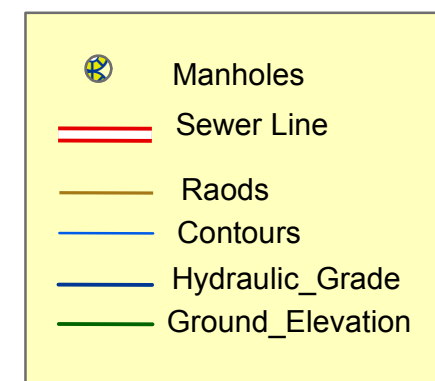 Manholes
Sewer Line
Raods
Contours
Hydraulic_Grade
Ground_Elevation